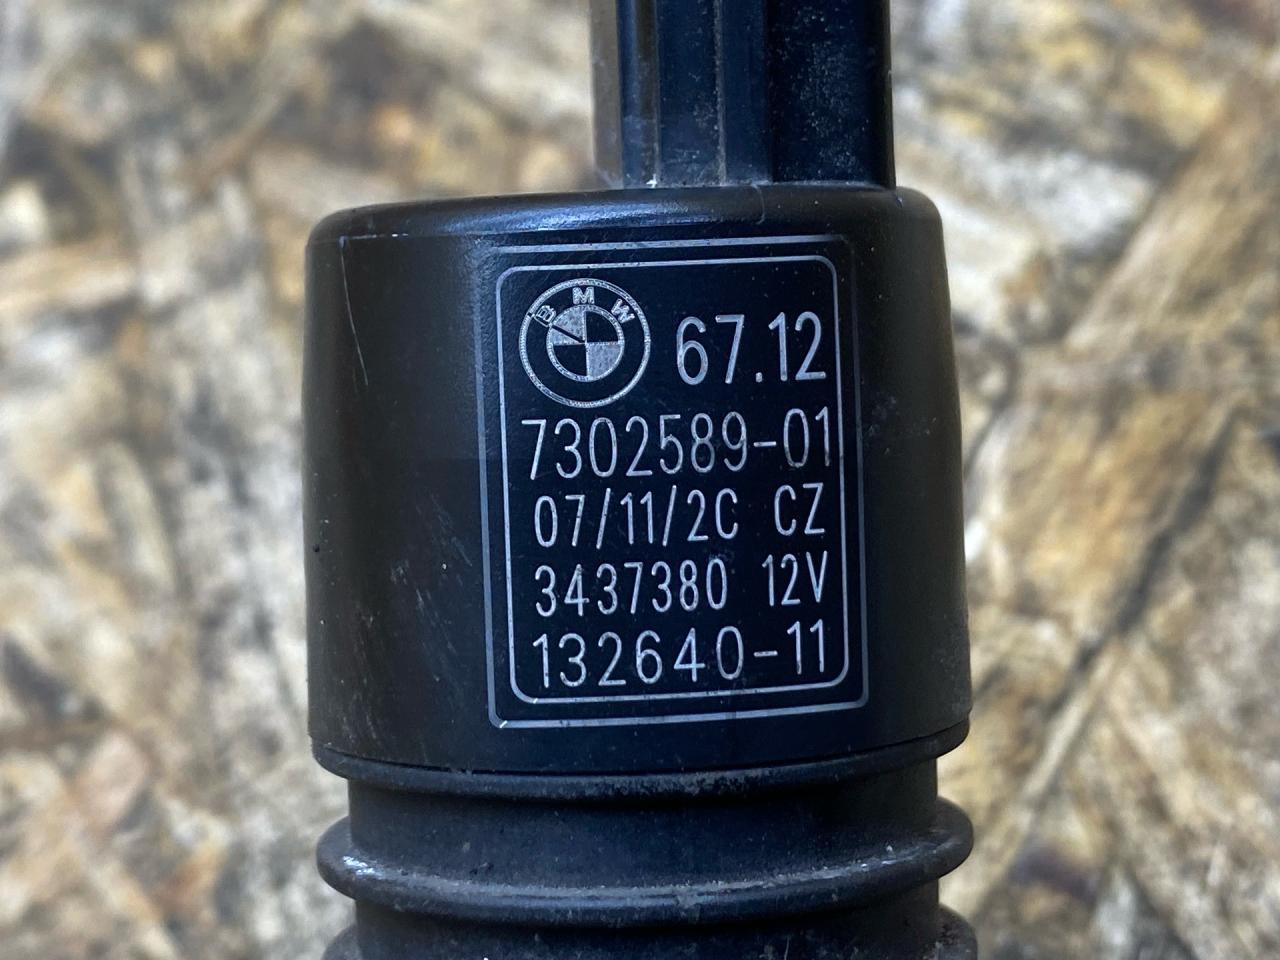 BMW 67.12
7302589-01
07/11/2C CZ
3437380 12V
132640-11